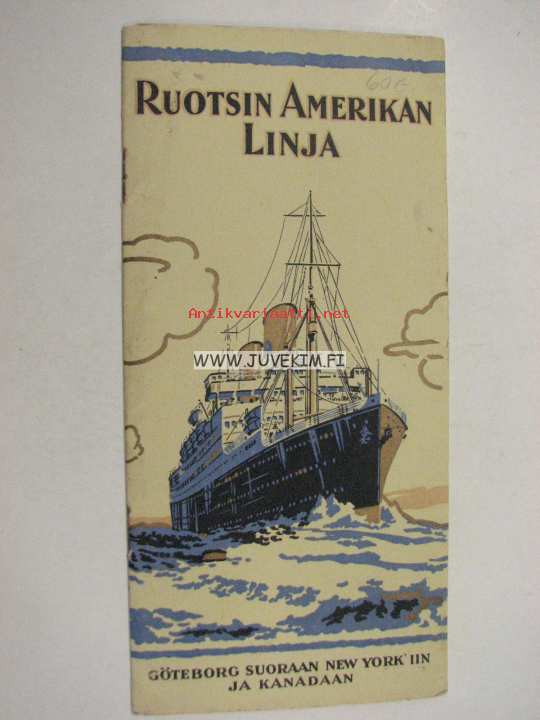 60€
RUOTSIN AMERIKAN
LINJA
Antikvariaatti.net
WWW.JUVEKIM.FI
GÖTEBORG SUORAAN NEW YORK'IIN
JA KANADAAN